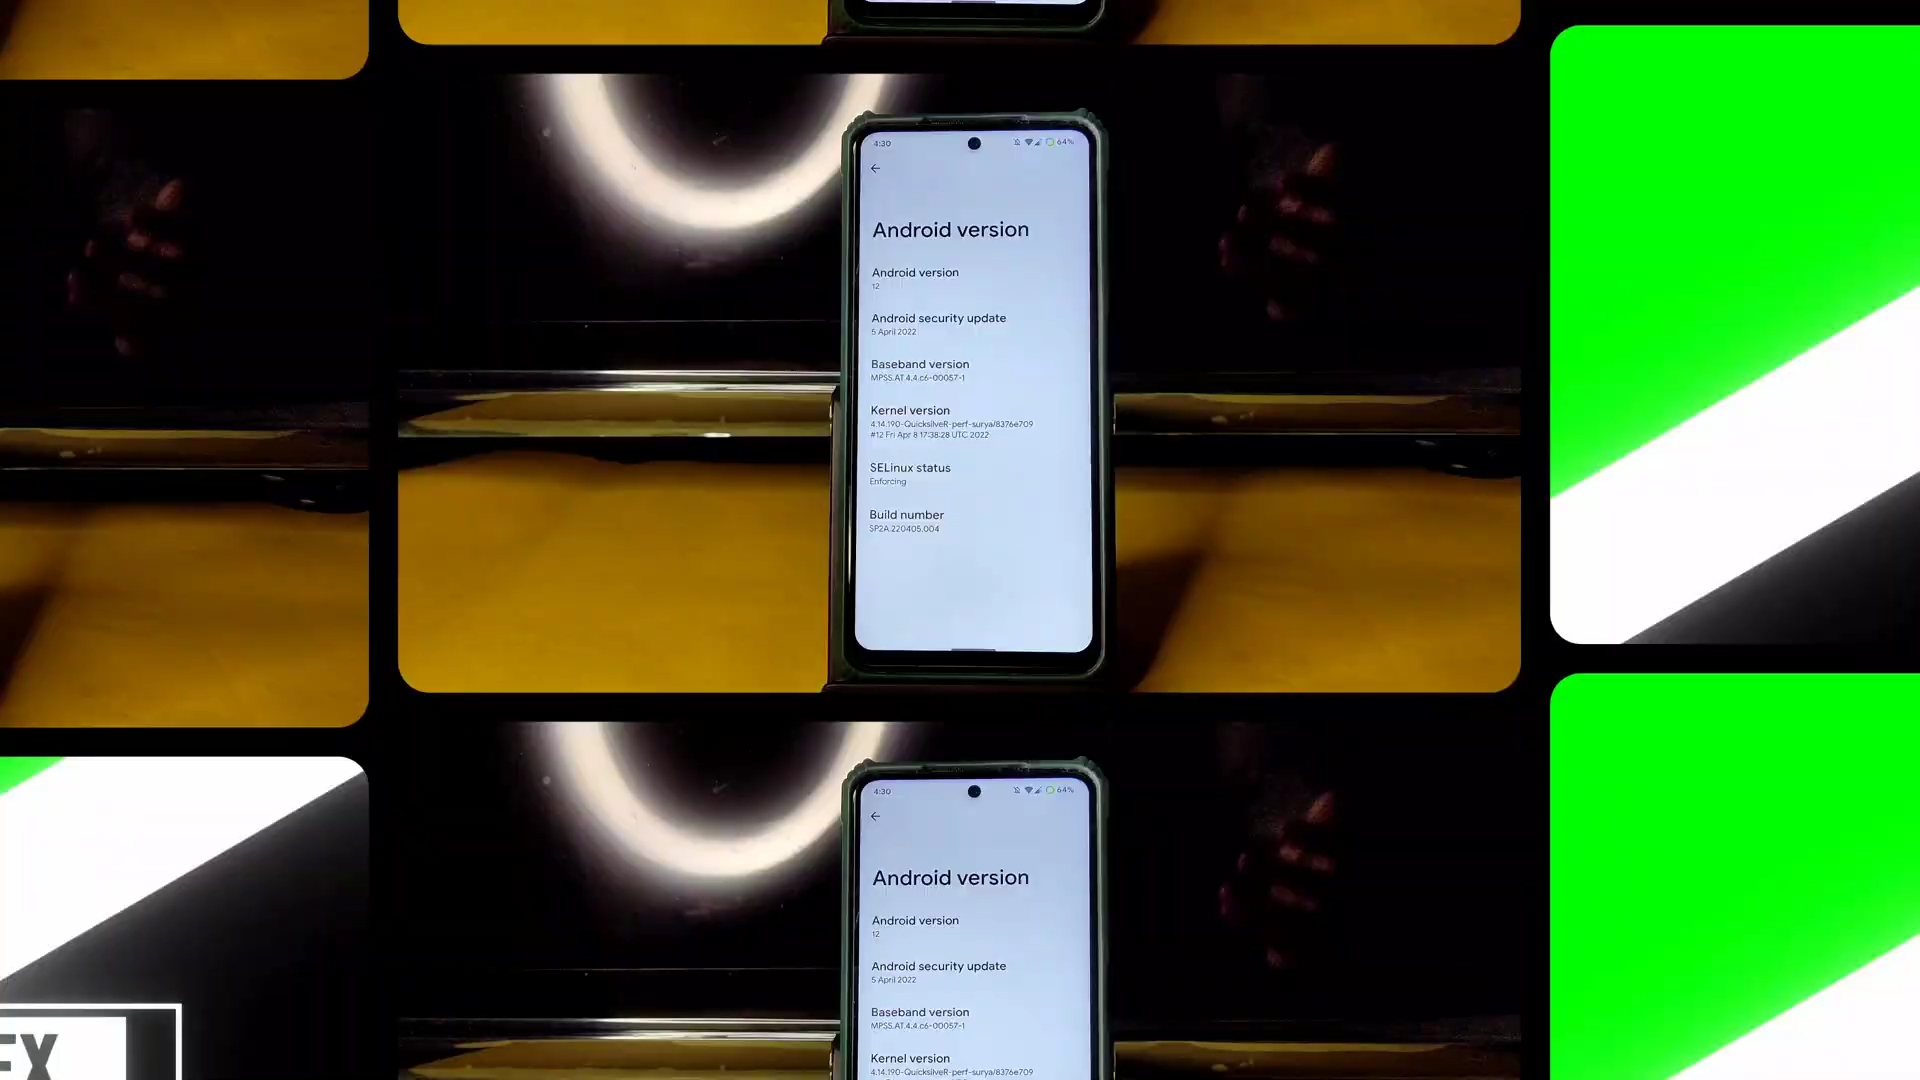 4:30
64%
Android version
Android version
12
Android security update
5 April 2022
Baseband version
MPSS.AT.4.4.c6-00057-1
Kernel version
4.14.190-QuicksilveR-perf-surya/8376e709
#12 Fri Apr 8 17:38:28 UTC 2022
SELinux status
Enforcing
Build number
SP2A.220405.004
4:30
64%
Android version
Android version
12
Android security update
5 April 2022
Baseband version
MPSS.AT.4.4.c6-00057-1
Kernel version
4.14.190-QuicksilveR-perf-surya/8376e709